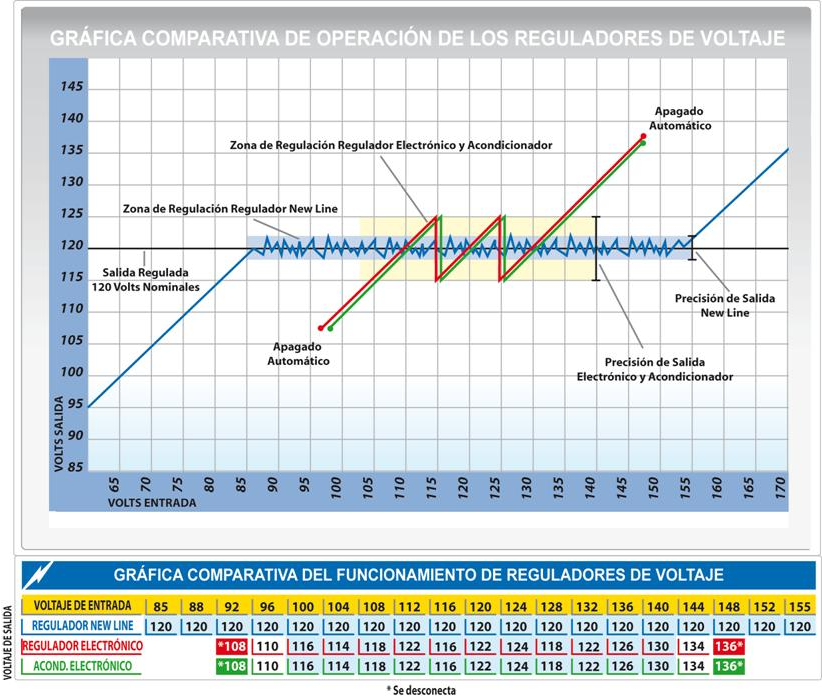 GRÁFICA COMPARATIVA DE OPERACIÓN DE LOS REGULADORES DE VOLTAJE
145
140
135
130
125
120
115
110
105
100
95
90
85
VOLTS SALIDA
Apagado
Automático
Zona de Regulación Regulador Electrónico y Acondicionador
Zona de Regulación Regulador New Line
Salida Regulada
120 Volts Nominales
Precisión de Salida
New Line
Apagado
Automático
Precisión de Salida
Electrónico y Acondicionador
65 70 75 80 85 90 95 100 105 110 115 120 125 130 135 140 145 150 155 160 165 170
VOLTS ENTRADA
GRÁFICA COMPARATIVA DEL FUNCIONAMIENTO DE REGULADORES DE VOLTAJE
VOLTAJE DE SALIDA
VOLTAJE DE ENTRADA 85 88 92 96 100 104 108 112 116 120 124 128 132 136 140 144 148 152 155
REGULADOR NEW LINE 120 120 120 120 120 120 120 120 120 120 120 120 120 120 120 120 120 120 120
REGULADOR ELECTRÓNICO *108 110 116 114 118 122 116 122 124 118 122 126 130 134 136*
ACOND. ELECTRÓNICO *108 110 116 114 118 122 116 122 124 118 122 126 130 134 136*
* Se desconecta